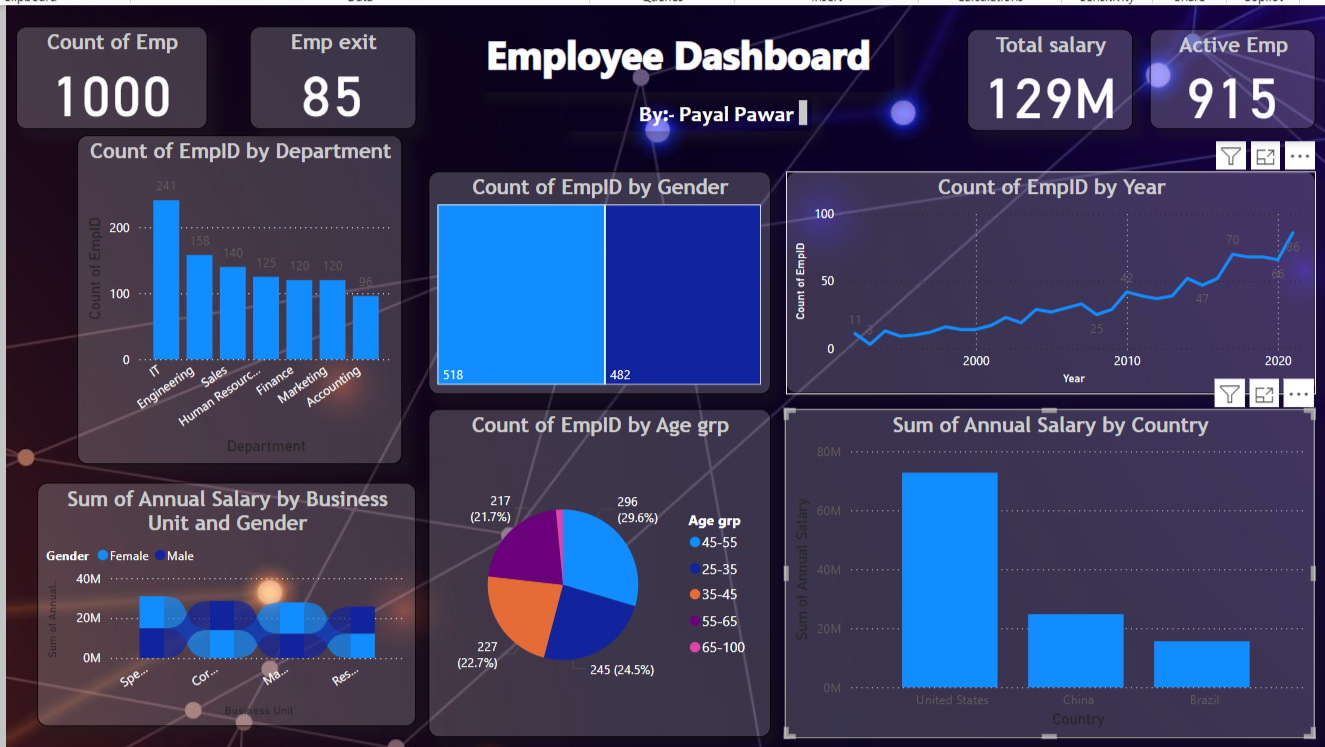 Count of Emp
1000
Emp exit
85
Employee Dashboard
By:- Payal Pawar
Total salary
129M
Active Emp
915
Count of EmpID by Department
Count of EmpID
200
100
0
241
158
140
125
120
120
96
IT
Engineering
Sales
Human Resourc...
Finance
Marketing
Accounting
Department
Count of EmpID by Gender
518
482
Count of EmpID by Year
Count of EmpID
100
50
0
11
3
25
42
47
70
66
86
2000
2010
2020
Year
Sum of Annual Salary by Business
Unit and Gender
Gender Female Male
Sum of Annual...
40M
20M
0M
Spe...
Cor...
Ma...
Res...
Business Unit
Count of EmpID by Age grp
217
(21.7%)
296
(29.6%)
227
(22.7%)
245 (24.5%)
Age grp
45-55
25-35
35-45
55-65
65-100
Sum of Annual Salary by Country
Sum of Annual Salary
80M
60M
40M
20M
0M
United States
China
Brazil
Country